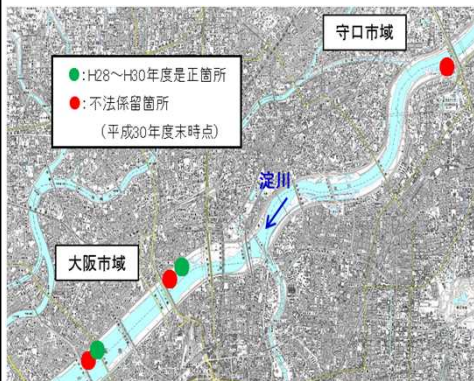 守口市域
●:H28～H30年度是正箇所
●:不法係留箇所
(平成30年度末時点)
淀川
大阪市域